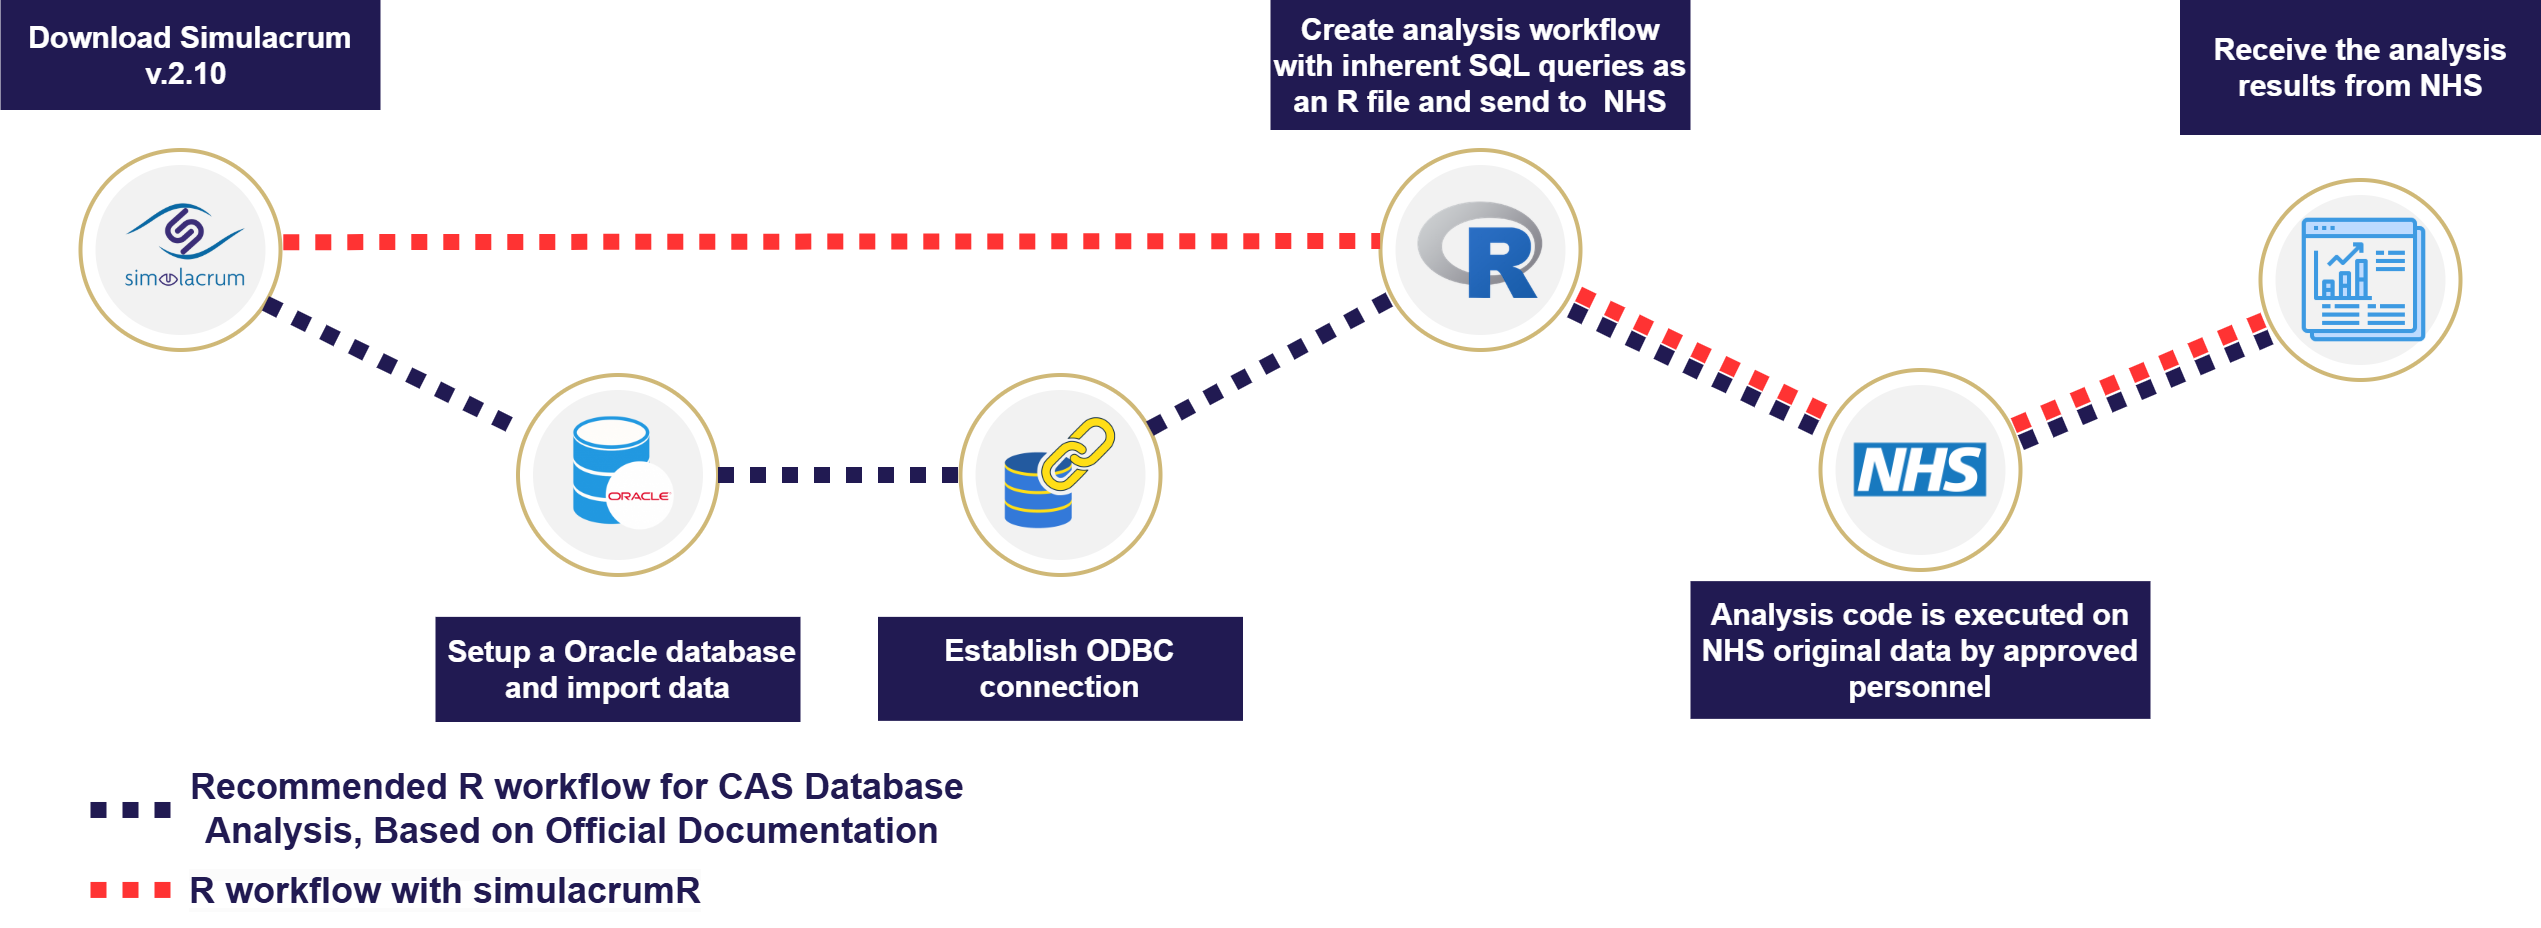 Download Simulacrum
v.2.10
Create analysis workflow
with inherent SQL queries as
an R file and send to NHS
Receive the analysis
results from NHS
simulacrum
R
ORACLE
NHS
Setup a Oracle database
and import data
Establish ODBC
connection
Analysis code is executed on
NHS original data by approved
personnel
Recommended R workflow for CAS Database
Analysis, Based on Official Documentation
R workflow with simulacrumR